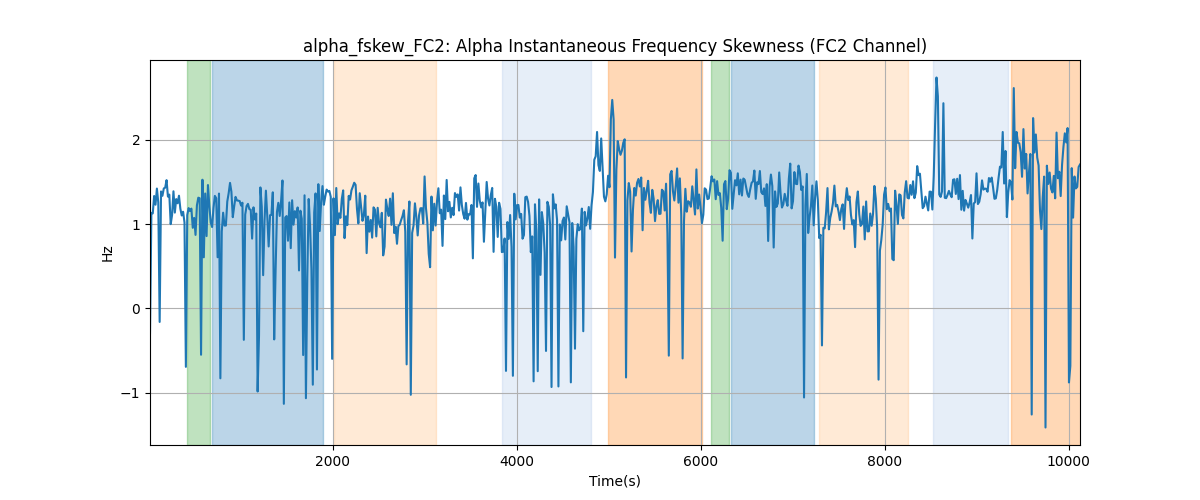 alpha_fskew_FC2: Alpha Instantaneous Frequency Skewness (FC2 Channel)
Hz
2
1
0
−1
2000 4000 6000 8000 10000
Time(s)